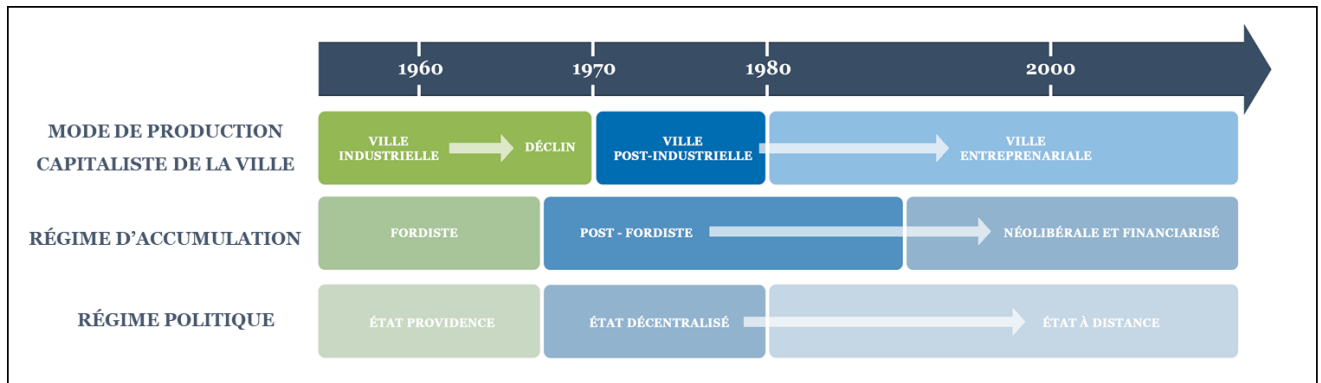 1960 1970 1980 2000
MODE DE PRODUCTION
CAPITALISTE DE LA VILLE
VILLE
INDUSTRIELLE
DÉCLIN
VILLE
POST-INDUSTRIELLE
VILLE
ENTREPRENARIALE
RÉGIME D’ACCUMULATION
FORDISTE
POST - FORDISTE
NÉOLIBÉRALE ET FINANCIARISÉ
RÉGIME POLITIQUE
ÉTAT PROVIDENCE
ÉTAT DÉCENTRALISÉ
ÉTAT À DISTANCE